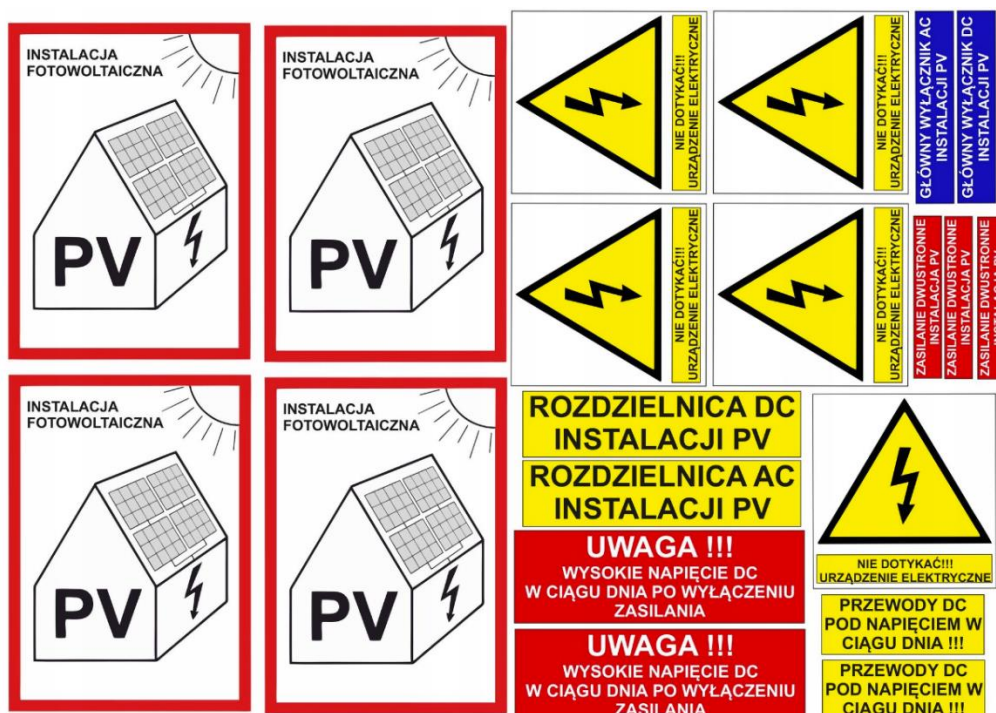 INSTALACJA
FOTOWOLTAICZNA
PV
INSTALACJA
FOTOWOLTAICZNA
PV
INSTALACJA
FOTOWOLTAICZNA
PV
INSTALACJA
FOTOWOLTAICZNA
PV
NIE DOTYKAĆ!!!
URZĄDZENIE ELEKTRYCZNE
NIE DOTYKAĆ!!!
URZĄDZENIE ELEKTRYCZNE
NIE DOTYKAĆ!!!
URZĄDZENIE ELEKTRYCZNE
NIE DOTYKAĆ!!!
URZĄDZENIE ELEKTRYCZNE
GŁÓWNY WYŁĄCZNIK AC
INSTALACJI PV
GŁÓWNY WYŁĄCZNIK DC
INSTALACJI PV
ZASILANIE DWUSTRONNE
INSTALACJA PV
ZASILANIE DWUSTRONNE
INSTALACJA PV
ZASILANIE DWUSTRONNE
ROZDZIELNICA DC
INSTALACJI PV
ROZDZIELNICA AC
INSTALACJI PV
UWAGA !!!
WYSOKIE NAPIĘCIE DC
W CIĄGU DNIA PO WYŁĄCZENIU
ZASILANIA
UWAGA !!!
WYSOKIE NAPIĘCIE DC
W CIĄGU DNIA PO WYŁĄCZENIU
ZASILANIA
NIE DOTYKAĆ!!!
URZĄDZENIE ELEKTRYCZNE
PRZEWODY DC
POD NAPIĘCIEM W
CIĄGU DNIA !!!
PRZEWODY DC
POD NAPIĘCIEM W
CIĄGU DNIA !!!